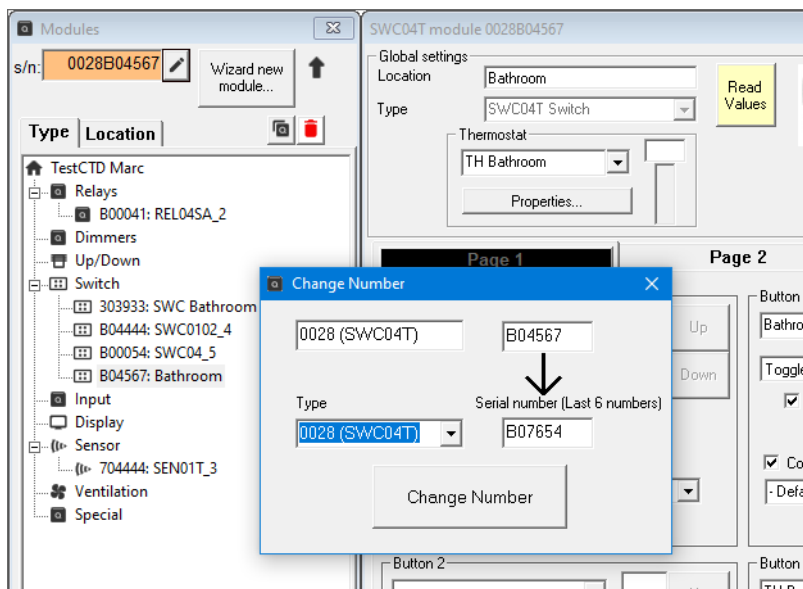 Modules
s/n: 0028B04567
Wizard new
module...
Type Location
TestCTD Marc
Relays
B00041: REL04SA_2
Dimmers
Up/Down
Switch
303933: SWC Bathroom
B04444: SWC0102_4
B00054: SWC04_5
B04567: Bathroom
Input
Display
Sensor
704444: SEN01T_3
Ventilation
Special
SWC04T module 0028B04567
Global settings
Location Bathroom
Type SWC04T Switch
Read
Values
Thermostat
TH Bathroom
Properties...
Page 1 Page 2
Change Number
0028 (SWC04T) B04567
Type Serial number (Last 6 numbers)
0028 (SWC04T) B07654
Change Number
Up
Down
Button
Bathro
Toggle
Co
- Defa
Button 2
Button